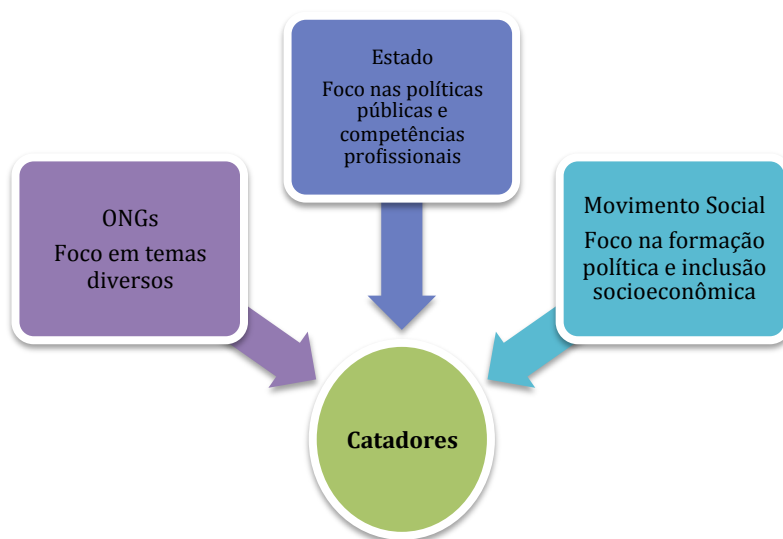 Estado
Foco nas políticas
públicas e
competências
profissionais
ONGs
Foco em temas
diversos
Movimento Social
Foco na formação
política e inclusão
socioeconômica
Catadores